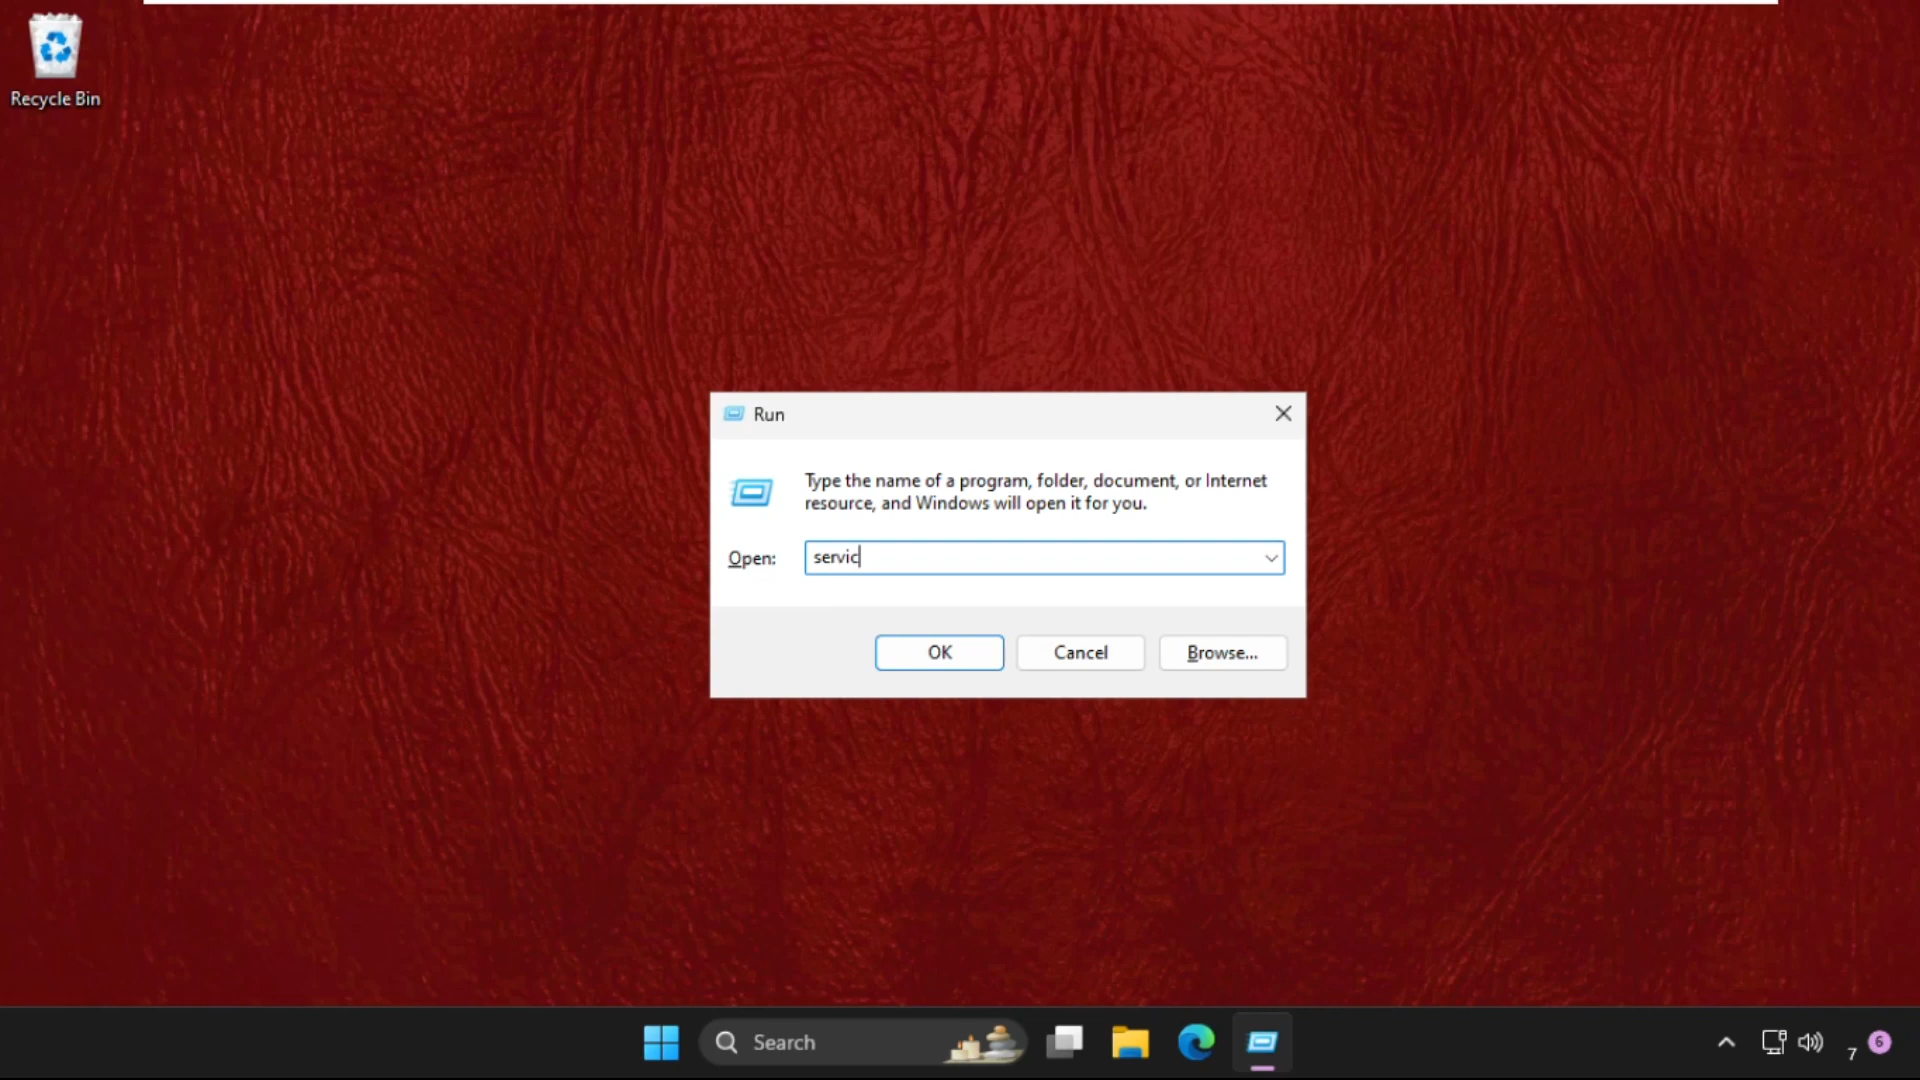 Recycle Bin
Run
Type the name of a program, folder, document, or Internet
resource, and Windows will open it for you.
Open:
servic
OK
Cancel
Browse...
Search
7
6